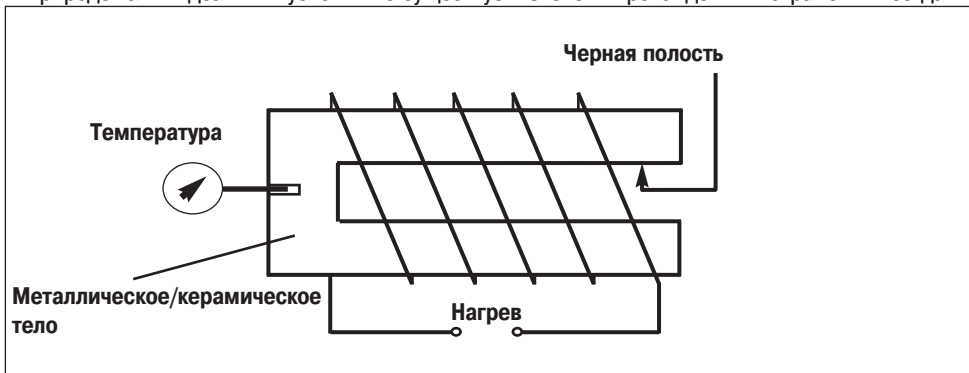 Черная полость
Температура
Металлическое/керамическое
тело
Нагрев